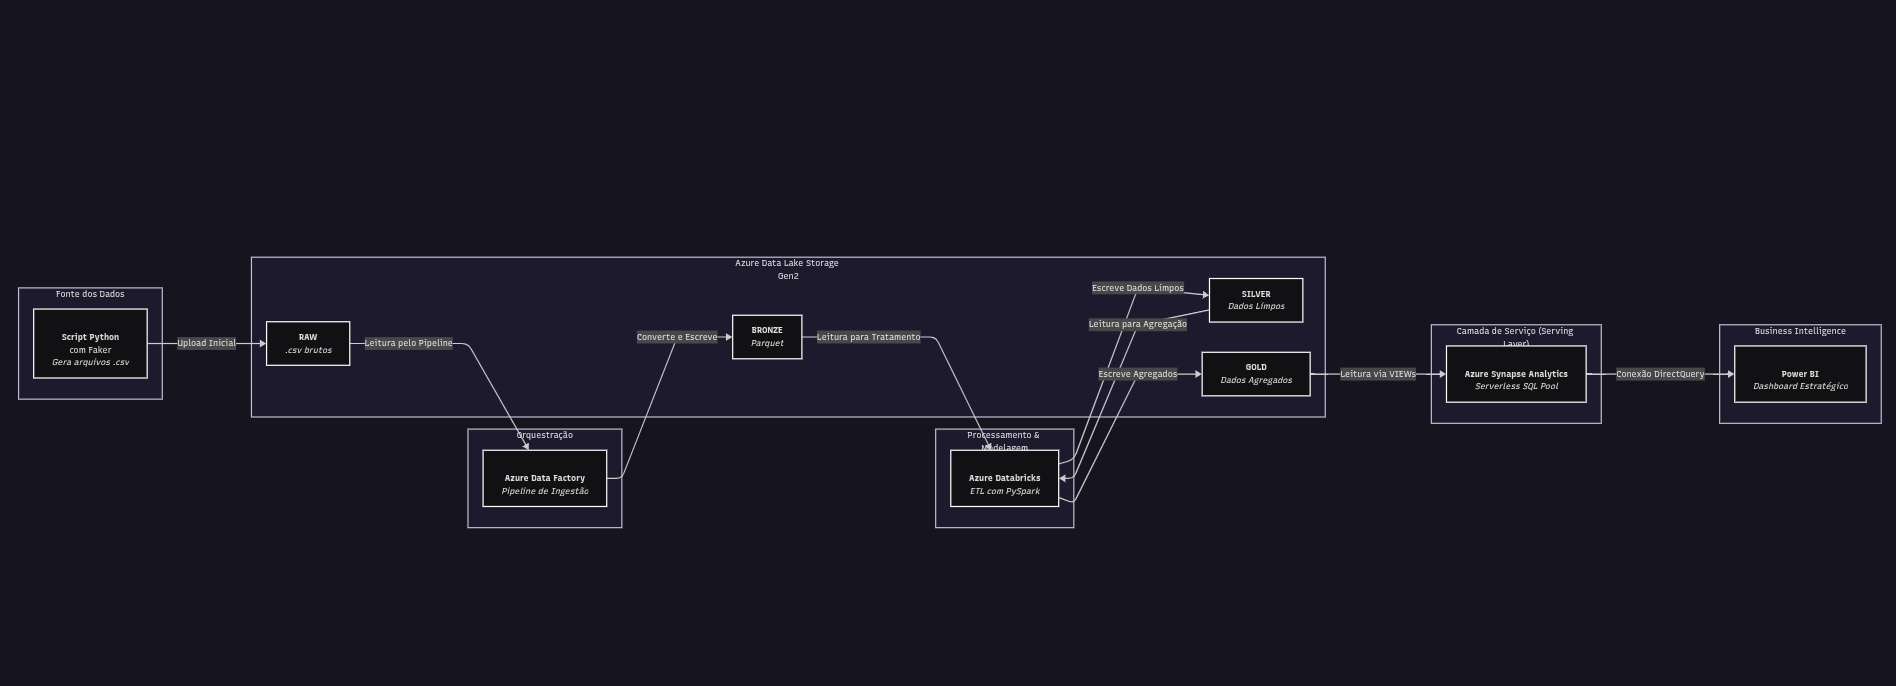 Fonte dos Dados
Script Python
com Faker
Gera arquivos .csv
Upload Inicial
Azure Data Lake Storage
Gen2
RAW
.csv brutos
Leitura pelo Pipeline
Orquestração
Azure Data Factory
Pipeline de Ingestão
Converte e Escreve
BRONZE
Parquet
Leitura para Tratamento
Processamento &
Modelagem
Azure Databricks
ETL com PySpark
Escreve Dados Limpos
Leitura para Agregação
Escreve Agregados
SILVER
Dados Limpos
GOLD
Dados Agregados
Leitura via VIEWs
Camada de Serviço (Serving
Layer)
Azure Synapse Analytics
Serverless SQL Pool
Conexão DirectQuery
Business Intelligence
Power BI
Dashboard Estratégico